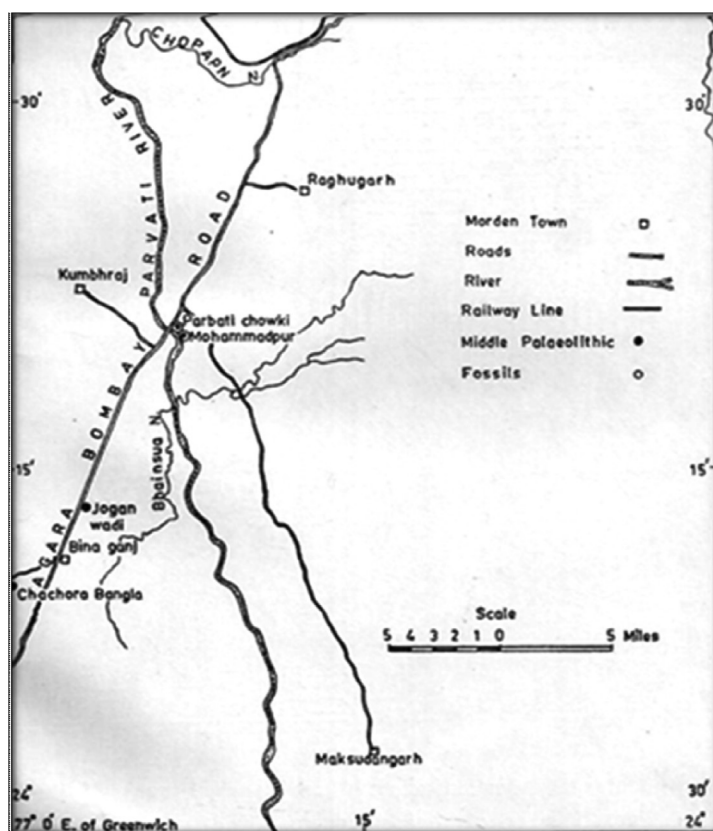 CHOPAPN N
30'
30'
PARVATI RIVER
Raghugarh
AGARA BOMBAY ROAD
Morden Town
Roads
River
Railway Line
Middle Palaeolithic
Fossils
Kumbhraj
Parbati chowki
Mohammadpur
15'
15'
Bhainsua N
Jogan
wadi
Bina ganj
Chachora Bangla
Scale
5 4 3 2 1 0 5 Miles
Maksudangarh
24°
77° 0' E. of Greenwich
15'
30'
24°